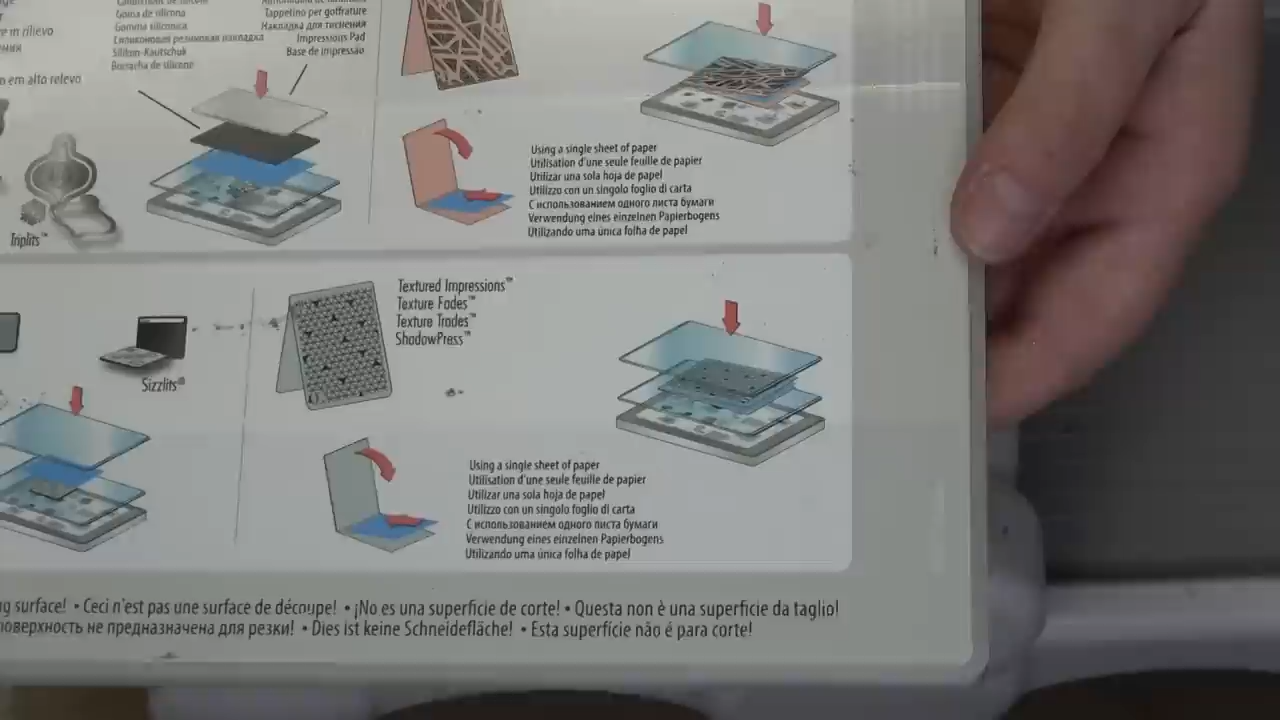 Goma de silicona
Gomma siliconica
Силиконовая резиновая накладка
Silikon-Kautschuk
Borracha de silicone
Tappetino per goffrature
Накладка для тиснения
Impressions Pad
Base de impressão
e in rilievo
ния
o em alto relevo
Triplits™
Using a single sheet of paper
Utilisation d'une seule feuille de papier
Utilizar una sola hoja de papel
Utilizzo con un singolo foglio di carta
С использованием одного листа бумаги
Verwendung eines einzelnen Papierbogens
Utilizando uma única folha de papel
Sizzlits®
Textured Impressions™
Texture Fades™
Texture Trades™
ShadowPress™
Using a single sheet of paper
Utilisation d'une seule feuille de papier
Utilizar una sola hoja de papel
Utilizzo con un singolo foglio di carta
С использованием одного листа бумаги
Verwendung eines einzelnen Papierbogens
Utilizando uma única folha de papel
ng surface! • Ceci n'est pas une surface de découpe! • ¡No es una superficie de corte! • Questa non è una superficie da taglio!
поверхность не предназначена для резки! • Dies ist keine Schneidefläche! • Esta superfície não é para corte!